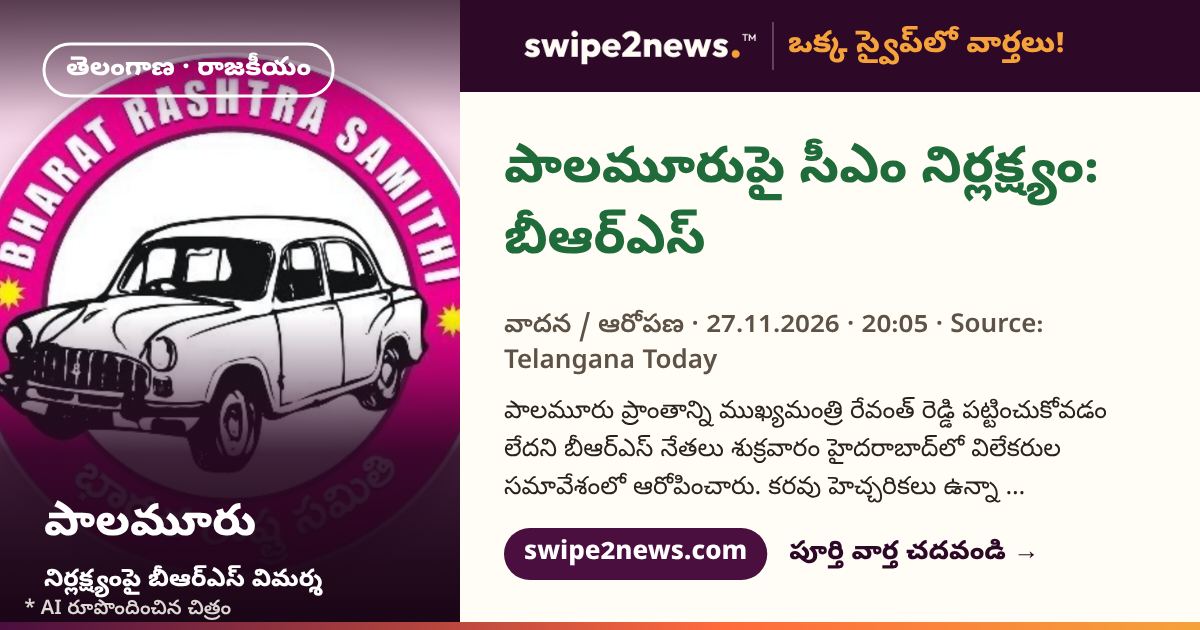 తెలంగాణ · రాజకీయం
BHARAT RASHTRA SAMITHI
భారత రాష్ట్ర సమితి
పాలమూరు
నిర్లక్ష్యంపై బీఆర్ఎస్ విమర్శ
* AI రూపొందించిన చిత్రం
swipe2news.™
ఒక్క స్వైప్‌లో వార్తలు!
పాలమూరుపై సీఎం నిర్లక్ష్యం:
బీఆర్ఎస్
వాదన / ఆరోపణ · 27.11.2026 · 20:05 · Source:
Telangana Today
పాలమూరు ప్రాంతాన్ని ముఖ్యమంత్రి రేవంత్ రెడ్డి పట్టించుకోవడం
లేదని బీఆర్ఎస్ నేతలు శుక్రవారం హైదరాబాద్‌లో విలేకరుల
సమావేశంలో ఆరోపించారు. కరవు హెచ్చరికలు ఉన్నా ...
swipe2news.com
పూర్తి వార్త చదవండి →